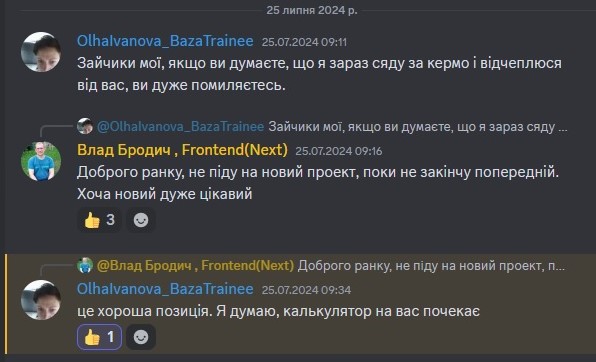 25 липня 2024 р.
OlhaIvanova_BazaTrainee 25.07.2024 09:11
Зайчики мої, якщо ви думаєте, що я зараз сяду за кермо і відчеплюся
від вас, ви дуже помиляєтесь.
@OlhaIvanova_BazaTrainee Зайчики мої, якщо ви думаєте, що я зараз сяду ...
Влад Бродич , Frontend(Next) 25.07.2024 09:16
Доброго ранку, не піду на новий проект, поки не закінчу попередній.
Хоча новий дуже цікавий
3
@Влад Бродич , Frontend(Next) Доброго ранку, не піду на новий проект, п...
OlhaIvanova_BazaTrainee 25.07.2024 09:34
це хороша позиція. Я думаю, калькулятор на вас почекає
1